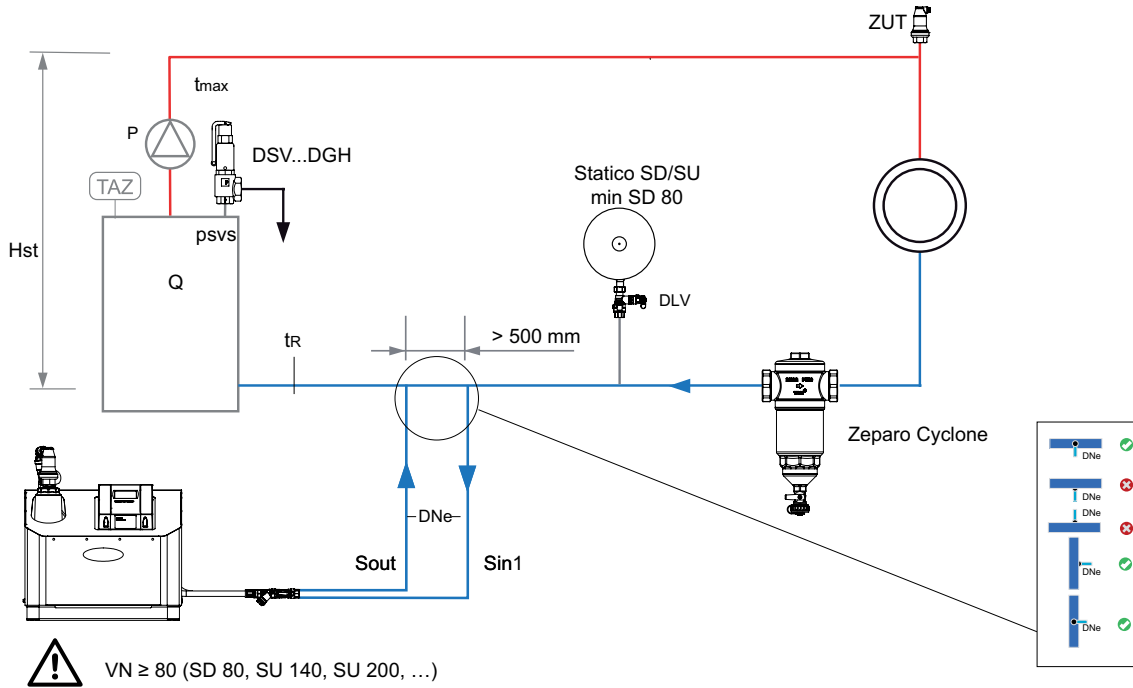 ZUT
tmax
P
DSV...DGH
TAZ
Statico SD/SU
min SD 80
psvs
Hst
Q
DLV
> 500 mm
tR
Zeparo Cyclone
DNe
DNe
DNe
DNe
DNe
DNe
Sout
Sin1
VN ≥ 80 (SD 80, SU 140, SU 200, …)